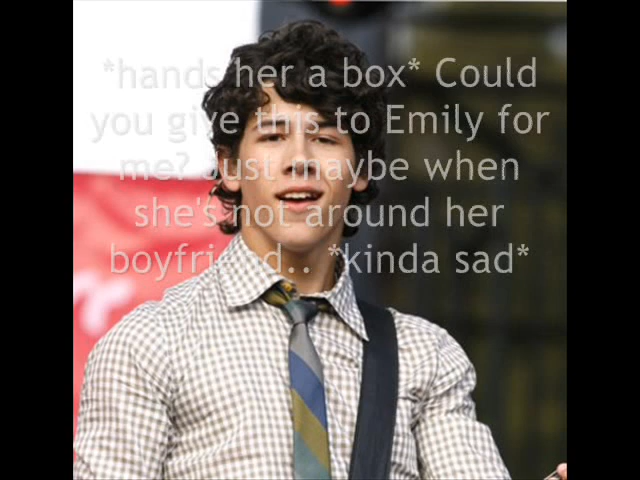 *hands her a box* Could
you give this to Emily for
me? Just maybe when
she's not around her
boyfriend.. *kinda sad*